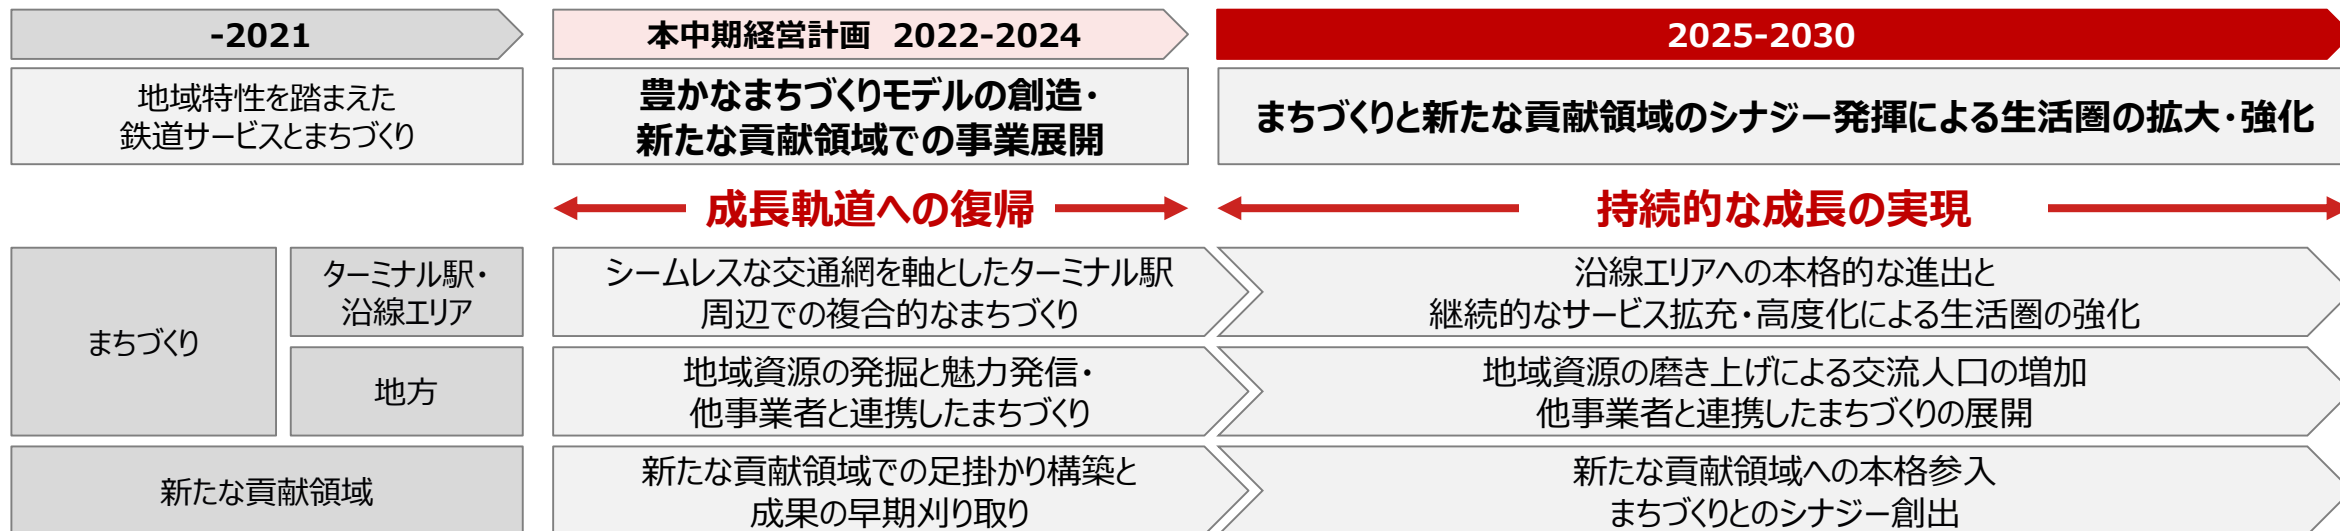 -2021
本中期経営計画 2022-2024
2025-2030
地域特性を踏まえた
鉄道サービスとまちづくり
豊かなまちづくりモデルの創造・
新たな貢献領域での事業展開
まちづくりと新たな貢献領域のシナジー発揮による生活圏の拡大・強化
成長軌道への復帰
持続的な成長の実現
まちづくり
ターミナル駅・
沿線エリア
シームレスな交通網を軸としたターミナル駅
周辺での複合的なまちづくり
沿線エリアへの本格的な進出と
継続的なサービス拡充・高度化による生活圏の強化
地方
地域資源の発掘と魅力発信・
他事業者と連携したまちづくり
地域資源の磨き上げによる交流人口の増加
他事業者と連携したまちづくりの展開
新たな貢献領域
新たな貢献領域での足掛かり構築と
成果の早期刈り取り
新たな貢献領域への本格参入
まちづくりとのシナジー創出